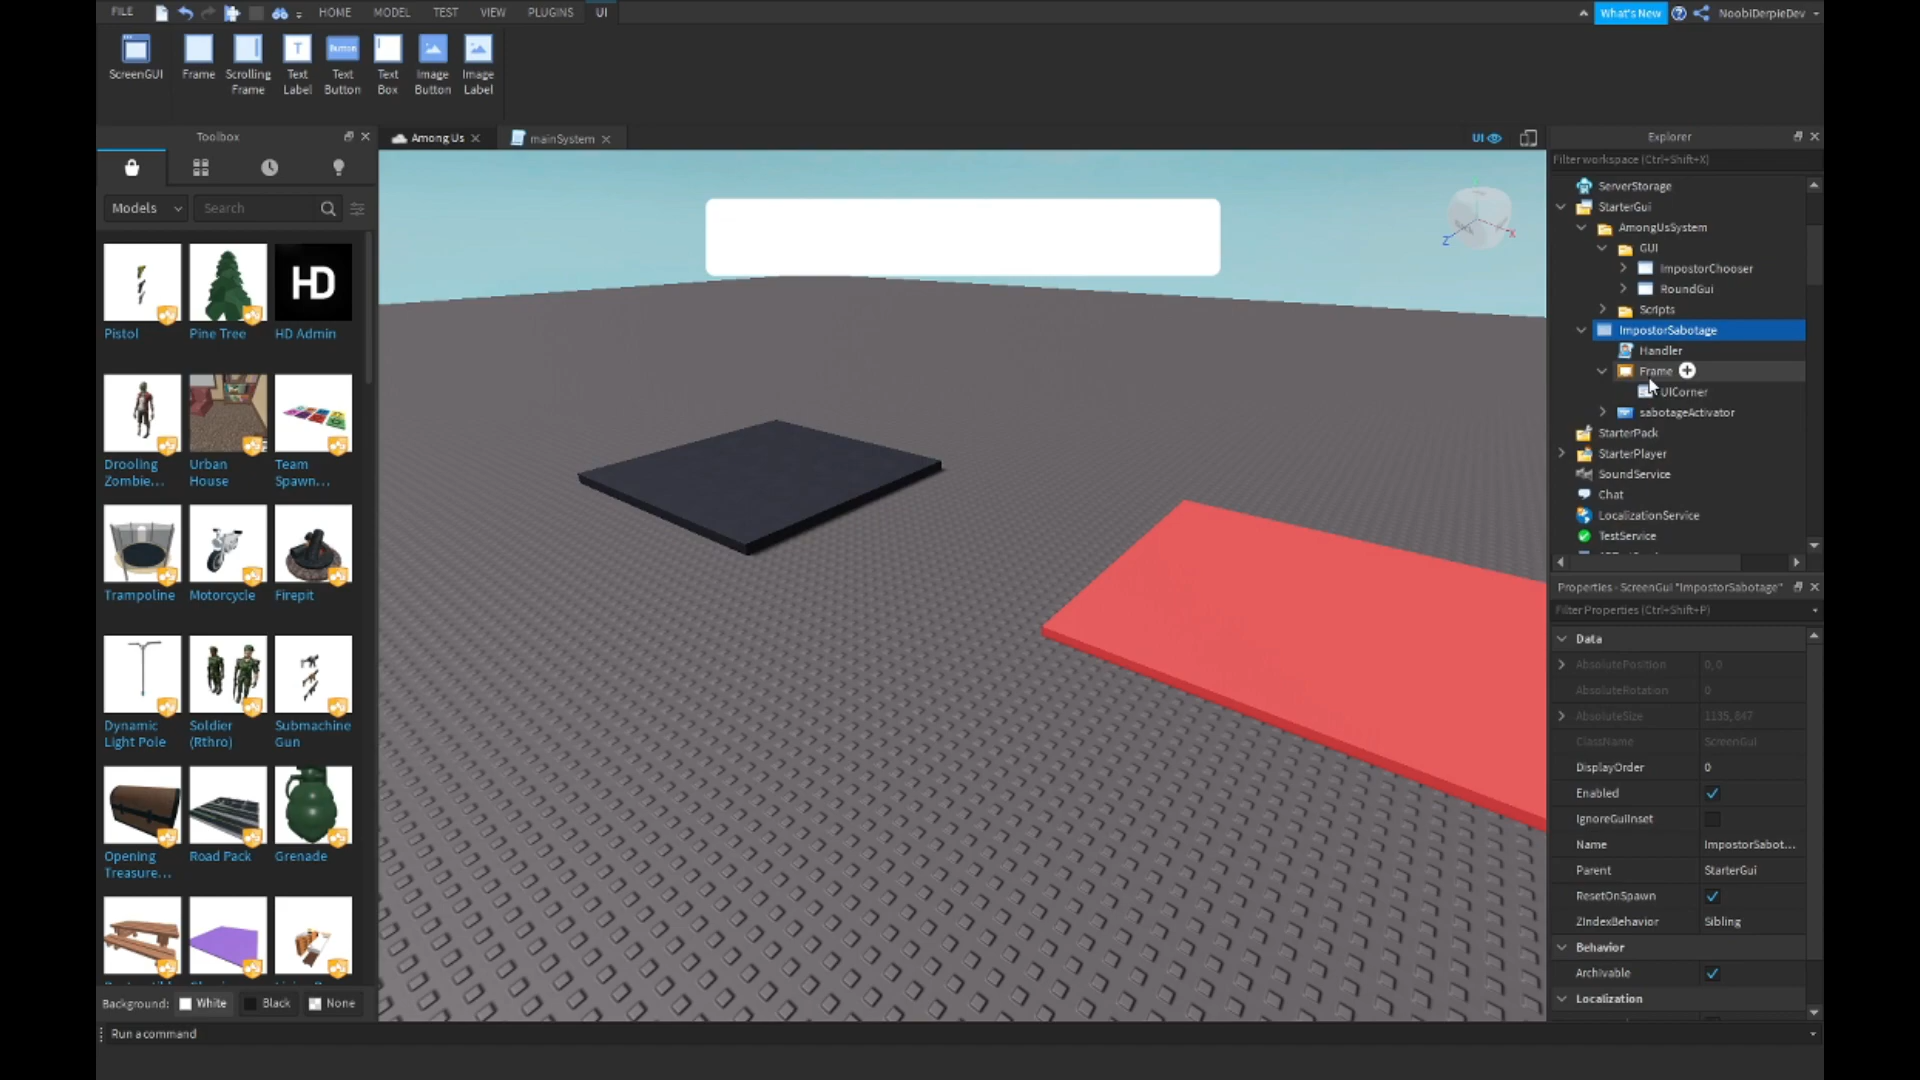 FILE HOME MODEL TEST VIEW PLUGINS UI What's New NoobiDerpieDev
ScreenGUI Frame Scrolling Frame Text Label Button Text Button Text Box Image Button Image Label
Toolbox
Among Us mainSystem UI
Models Search
Pistol Pine Tree HD HD Admin
Drooling Zombie... Urban House Team Spawn...
Trampoline Motorcycle Firepit
Dynamic Light Pole Soldier (Rthro) Submachine Gun
Opening Treasure... Road Pack Grenade
Background: White Black None
Run a command
Z X
Explorer
Filter workspace (Ctrl+Shift+X)
ServerStorage
StarterGui
AmongUsSystem
GUI
ImpostorChooser
RoundGui
Scripts
ImpostorSabotage
Handler
Frame
UICorner
sabotageActivator
StarterPack
StarterPlayer
SoundService
Chat
LocalizationService
TestService
Properties - ScreenGui "ImpostorSabotage"
Filter Properties (Ctrl+Shift+P)
Data
AbsolutePosition 0, 0
AbsoluteRotation 0
AbsoluteSize 1135, 847
ClassName ScreenGui
DisplayOrder 0
Enabled
IgnoreGuiInset
Name ImpostorSabot...
Parent StarterGui
ResetOnSpawn
ZIndexBehavior Sibling
Behavior
Archivable
Localization